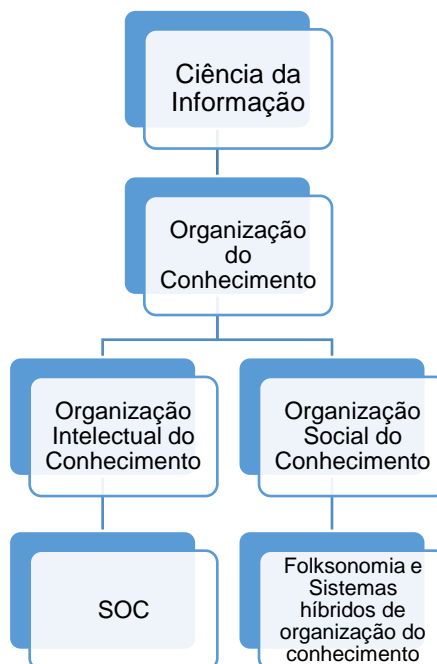 Ciência da
Informação
Organização
do
Conhecimento
Organização
Intelectual do
Conhecimento
Organização
Social do
Conhecimento
SOC
Folksonomia e
Sistemas
híbridos de
organização do
conhecimento